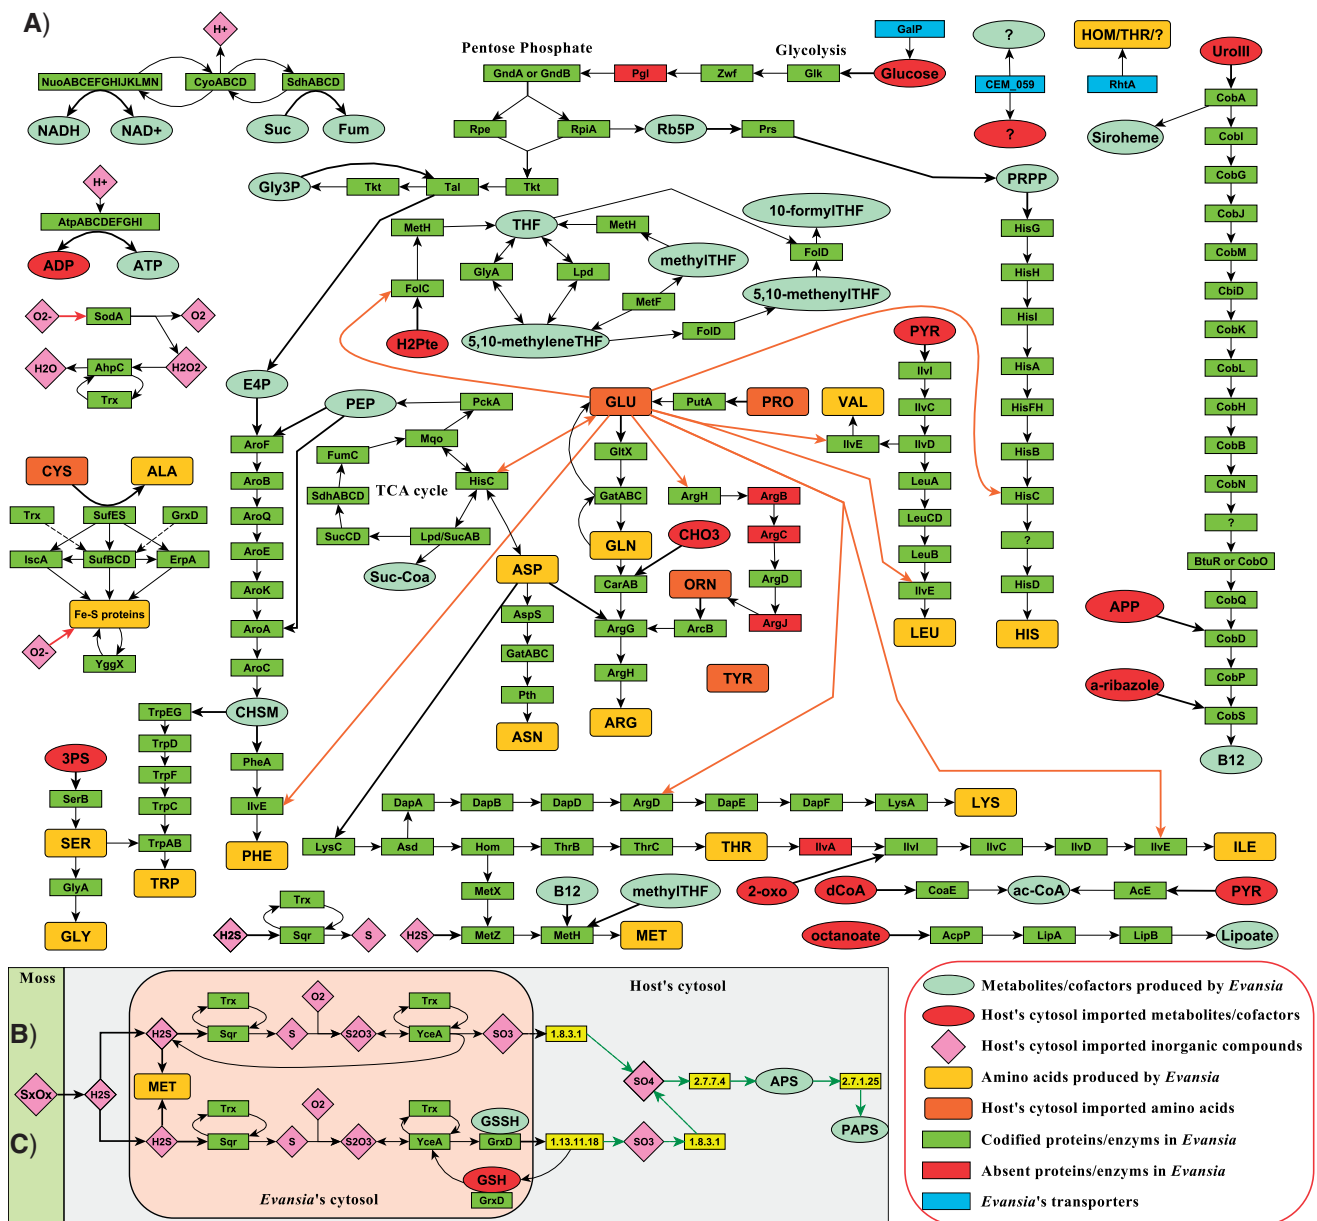 A)
H+
NuoABCEFGHIJKLMN
CyoABCD
SdhABCD
NADH
NAD+
Suc
Fum
Pentose Phosphate
Glycolysis
GalP
GndA or GndB
Pgl
Zwf
Glk
Glucose
Rpe
RpiA
Rb5P
Prs
Gly3P
Tkt
Tal
Tkt
?
CEM_059
?
HOM/THR/?
RhtA
UroIII
CobA
Siroheme
CobI
CobG
CobJ
CobM
CbiD
CobK
CobL
CobH
CobB
CobN
?
BtuR or CobO
CobQ
APP
CobD
CobP
a-ribazole
CobS
B12
H+
AtpABCDEFGHI
ADP
ATP
O2-
SodA
O2
H2O
AhpC
H2O2
Trx
MetH
THF
MetH
10-formylTHF
FolD
GlyA
Lpd
methylTHF
FolC
MetF
5,10-methenylTHF
H2Pte
5,10-methyleneTHF
FolD
PRPP
HisG
HisH
HisI
HisA
HisFH
HisB
HisC
?
HisD
HIS
PYR
IlvI
IlvC
VAL
IlvE
IlvD
LeuA
LeuCD
LeuB
IlvE
LEU
E4P
PEP
PckA
GLU
PutA
PRO
AroF
AroB
AroQ
AroE
AroK
AroA
AroC
CHSM
PheA
IlvE
PHE
FumC
Mqo
TCA cycle
HisC
SdhABCD
SucCD
Lpd/SucAB
Suc-Coa
GltX
GatABC
GLN
ArgH
ArgB
CHO3
ArgC
CarAB
ORN
ArgD
ArgG
ArcB
ArgJ
ArgH
ARG
TYR
ASP
AspS
GatABC
Pth
ASN
CYS
ALA
Trx
SufES
GrxD
IscA
SufBCD
ErpA
Fe-S proteins
O2-
YggX
TrpEG
TrpD
TrpF
TrpC
TrpAB
TRP
3PS
SerB
SER
GlyA
GLY
DapA
DapB
DapD
ArgD
DapE
DapF
LysA
LYS
LysC
Asd
Hom
ThrB
ThrC
THR
IlvA
IlvI
IlvC
IlvD
IlvE
ILE
MetX
B12
methylTHF
2-oxo
dCoA
CoaE
ac-CoA
AcE
PYR
Trx
H2S
Sqr
S
H2S
MetZ
MetH
MET
octanoate
AcpP
LipA
LipB
Lipoate
Moss
Host's cytosol
B)
Trx
O2
Trx
H2S
Sqr
S
S2O3
YceA
SO3
1.8.3.1
SxOx
H2S
MET
SO4
2.7.7.4
APS
2.7.1.25
C)
Trx
O2
Trx
GSSH
H2S
Sqr
S
S2O3
YceA
GrxD
1.13.11.18
SO3
1.8.3.1
PAPS
GSH
GrxD
Evansia's cytosol
Metabolites/cofactors produced by Evansia
Host's cytosol imported metabolites/cofactors
Host's cytosol imported inorganic compounds
Amino acids produced by Evansia
Host's cytosol imported amino acids
Codified proteins/enzyms in Evansia
Absent proteins/enzyms in Evansia
Evansia's transporters